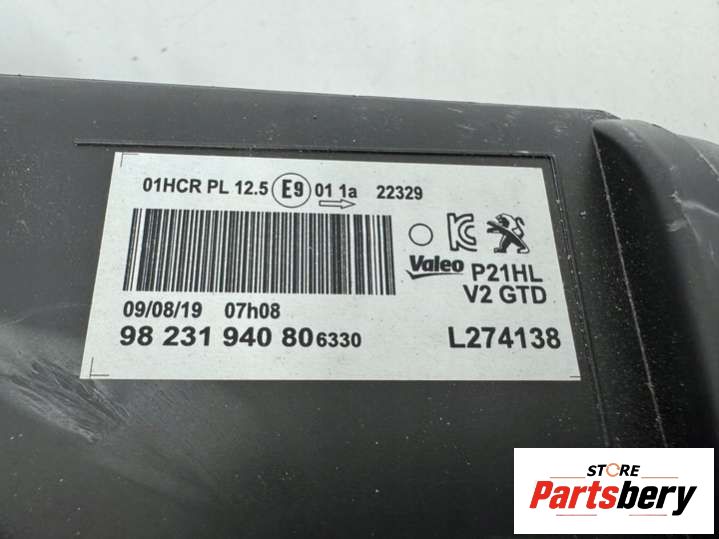 01HCR PL 12.5 E9 01 1a 22329
Valeo P21HL
V2 GTD
09/08/19 07h08
98 231 940 80 6330 L274138
STORE
Partsbery